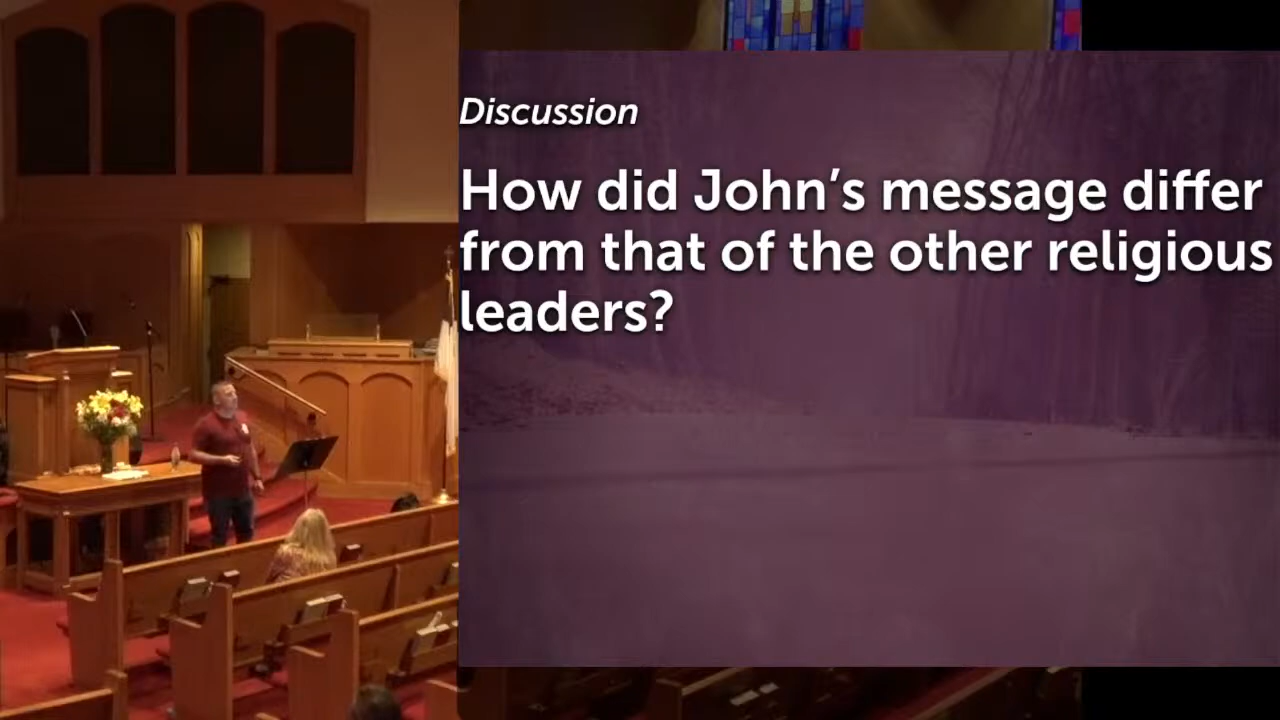 Discussion
How did John’s message differ
from that of the other religious
leaders?